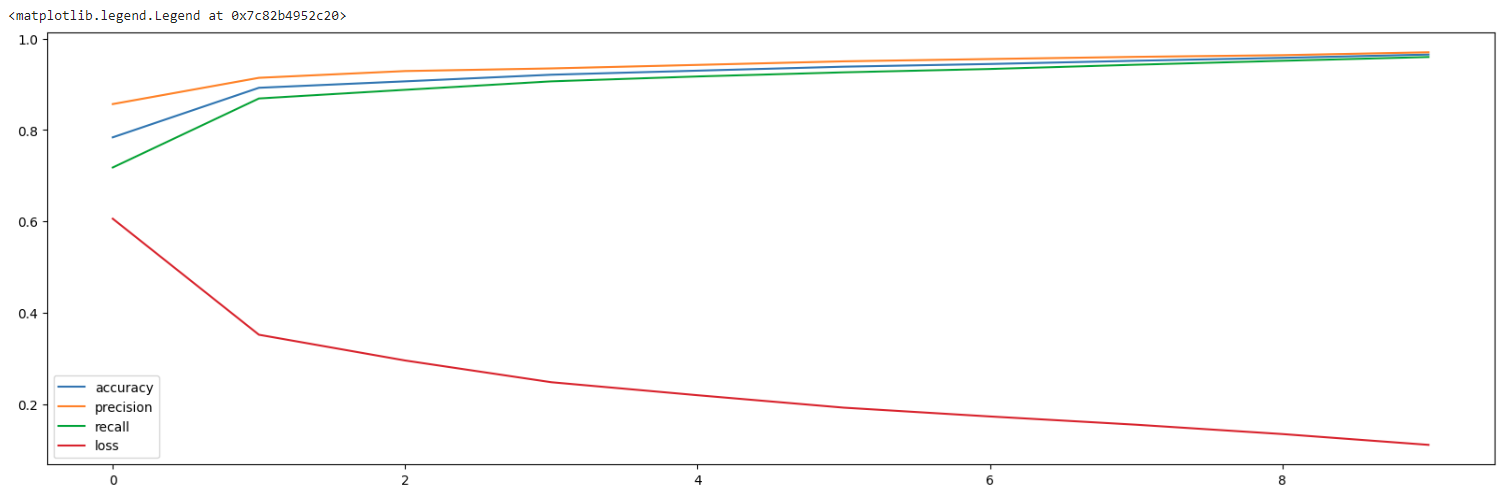 <matplotlib.legend.Legend at 0x7c82b4952c20>
1.0
0.8
0.6
0.4
0.2
accuracy
precision
recall
loss
0 2 4 6 8